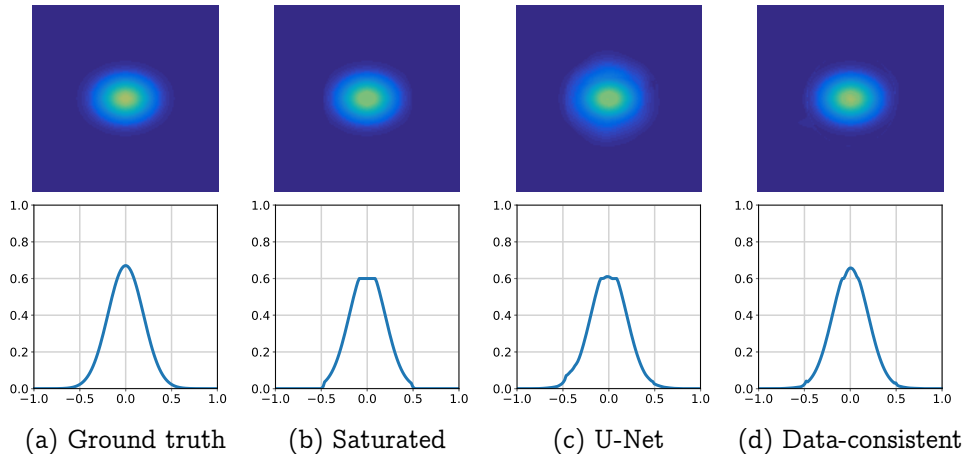 1.0 1.0 1.0 1.0
0.8 0.8 0.8 0.8
0.6 0.6 0.6 0.6
0.4 0.4 0.4 0.4
0.2 0.2 0.2 0.2
0.0 0.0 0.0 0.0
−1.0 −0.5 0.0 0.5 1.0 −1.0 −0.5 0.0 0.5 1.0 −1.0 −0.5 0.0 0.5 1.0 −1.0 −0.5 0.0 0.5 1.0
(a) Ground truth (b) Saturated (c) U-Net (d) Data-consistent